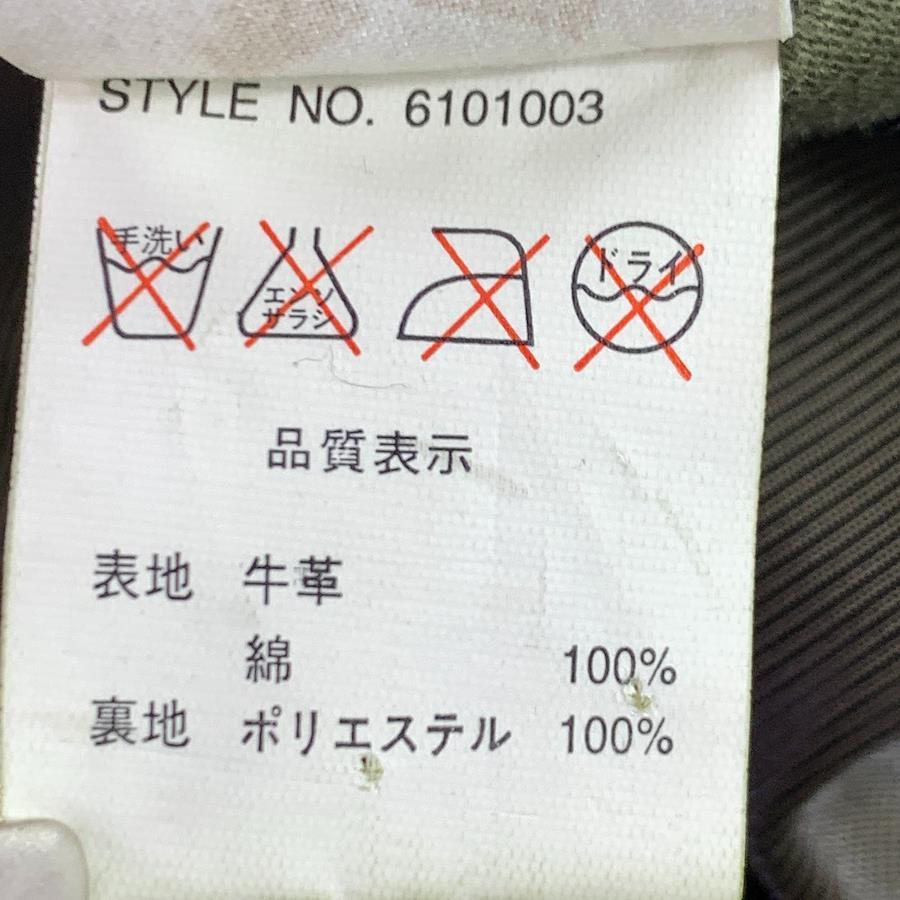 STYLE NO. 6101003
手洗い
エンソ
サラシ
ドライ
品質表示
表地 牛革
綿 100%
裏地 ポリエステル 100%